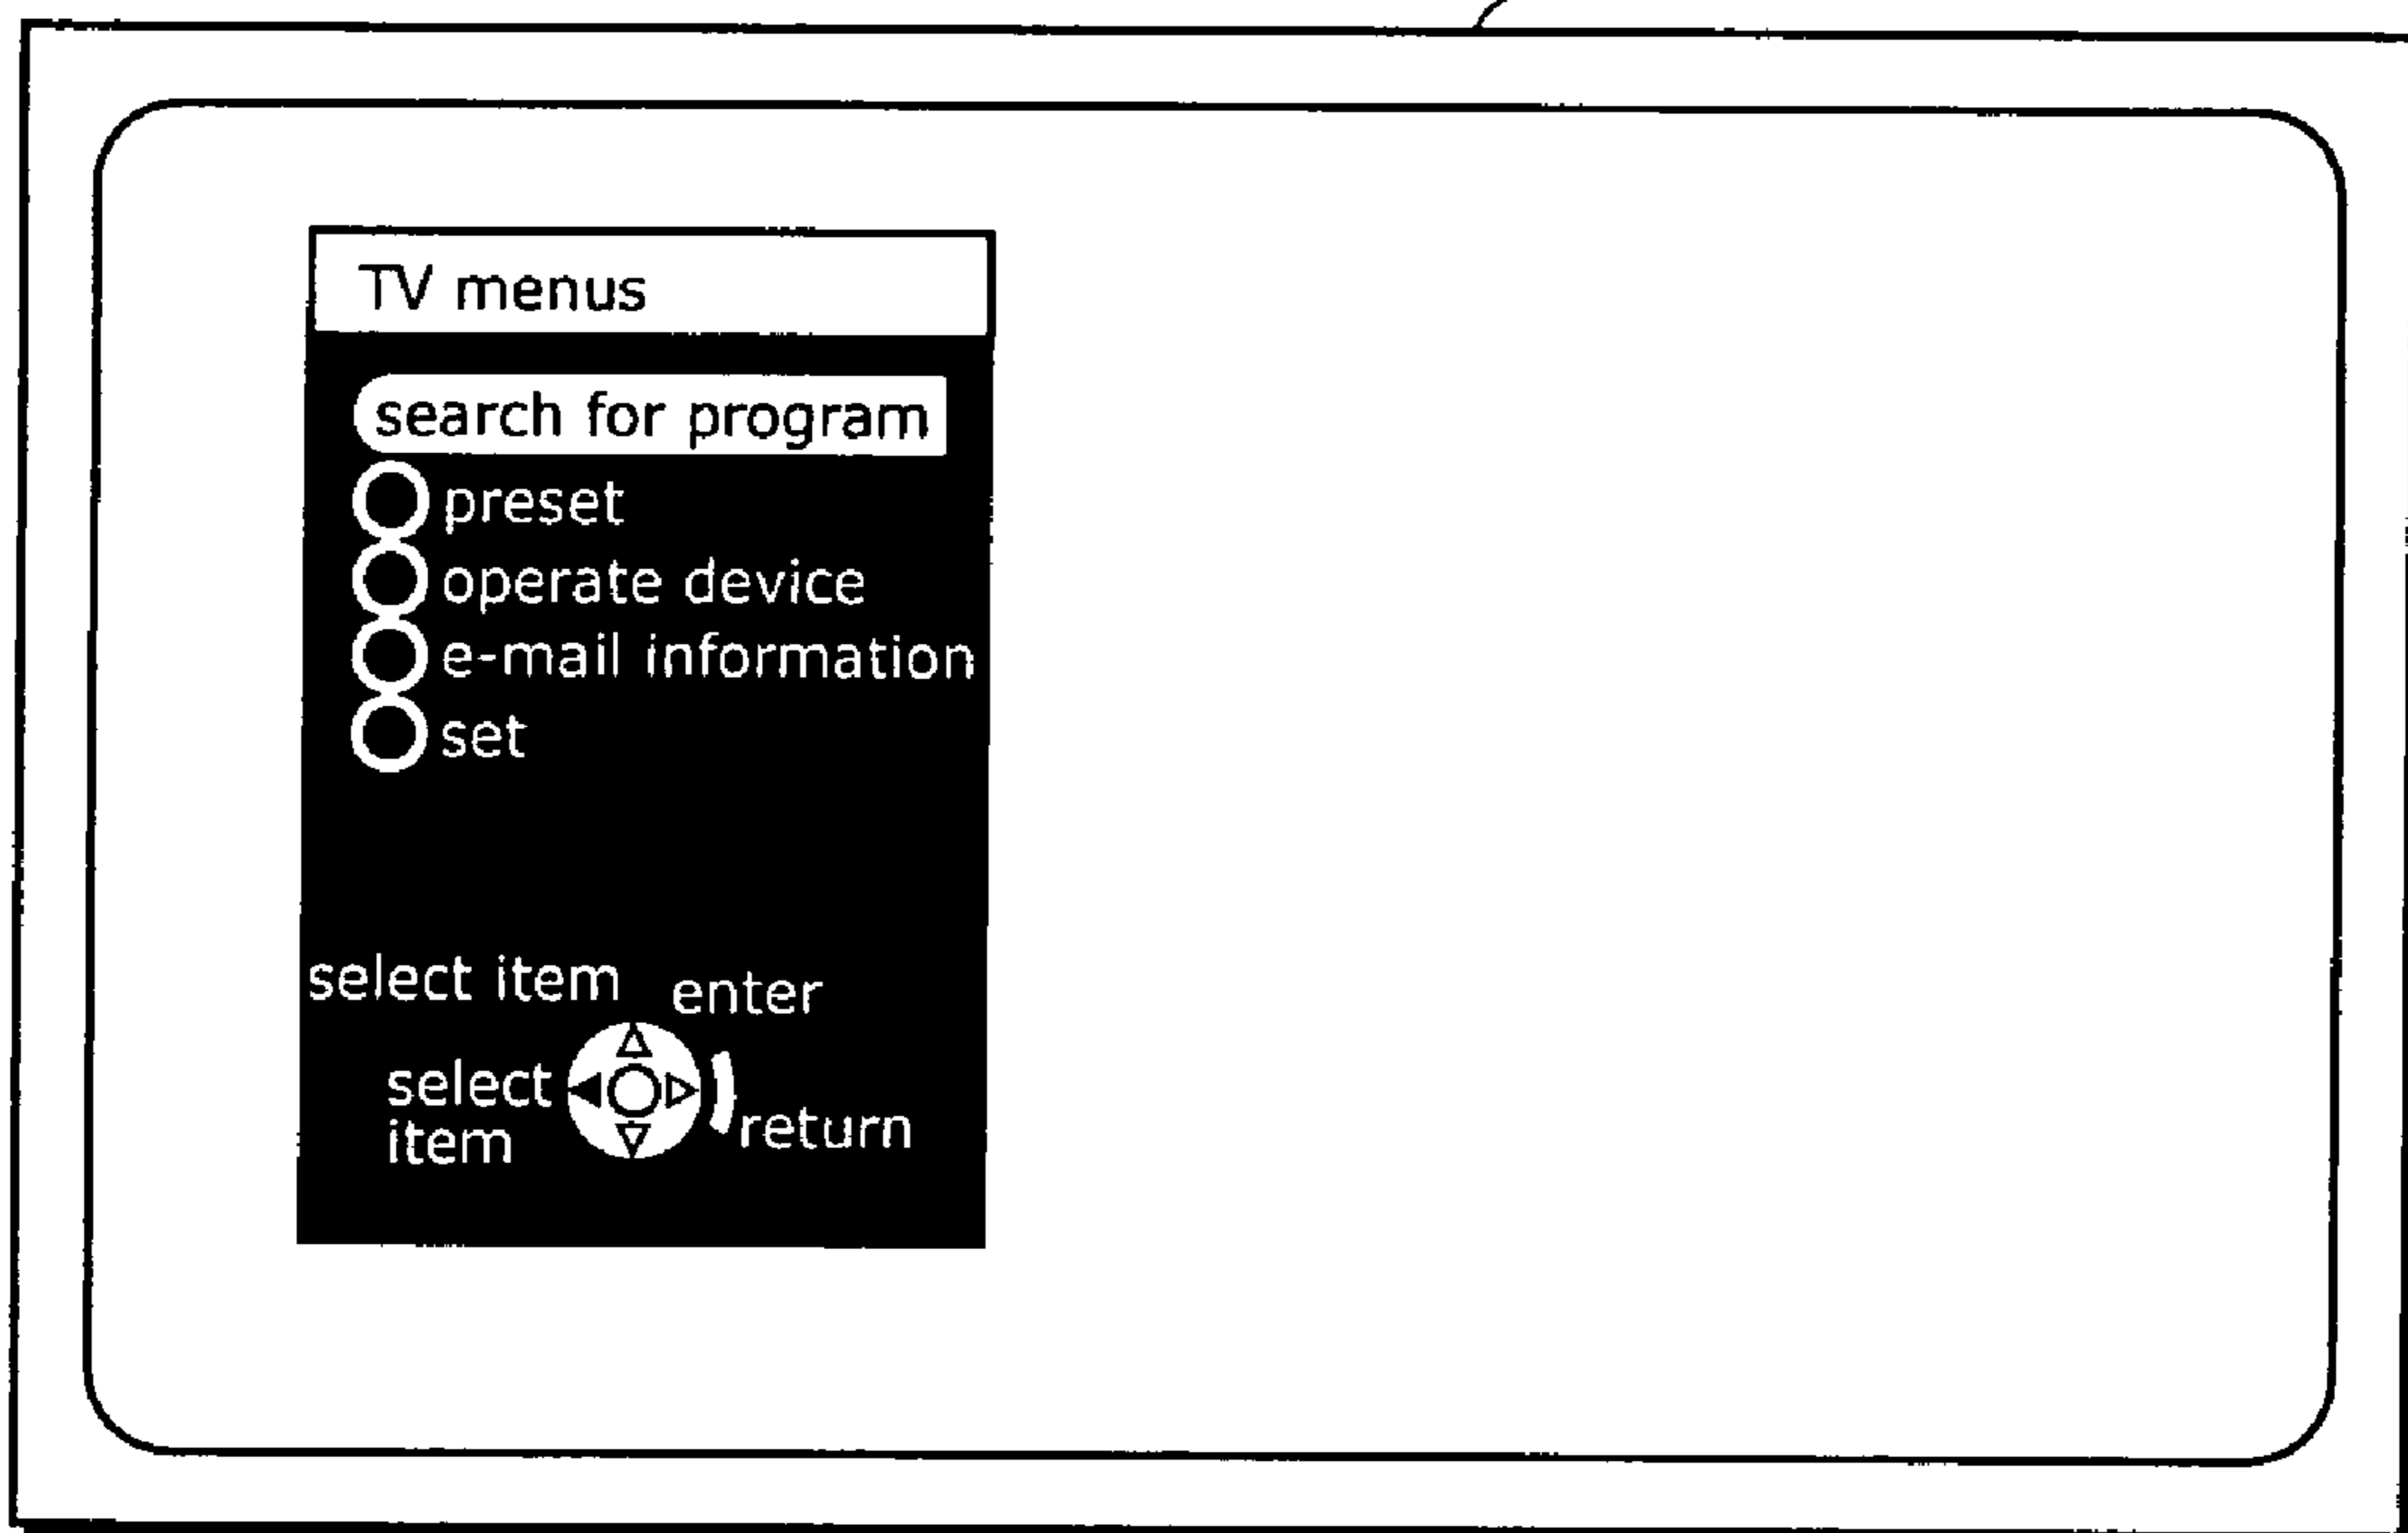 TV menus
search for program
preset
operate device
e-mail information
set
select item
enter
select
item
return